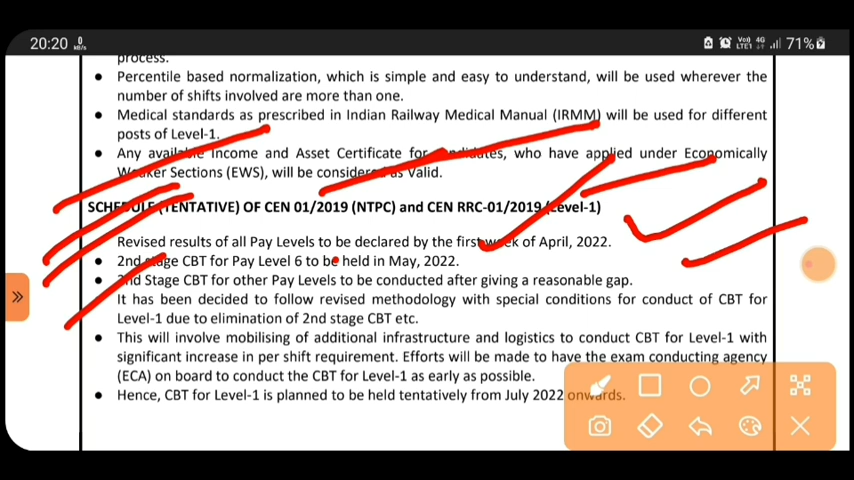 20:20 0 KB/s Vo) LTE1 4G 71%
process.
• Percentile based normalization, which is simple and easy to understand, will be used wherever the
number of shifts involved are more than one.
• Medical standards as prescribed in Indian Railway Medical Manual (IRMM) will be used for different
posts of Level-1.
• Any available Income and Asset Certificate for candidates, who have applied under Economically
Weaker Sections (EWS), will be considered as valid.
SCHEDULE (TENTATIVE) OF CEN 01/2019 (NTPC) and CEN RRC-01/2019 (Level-1)
Revised results of all Pay Levels to be declared by the first week of April, 2022.
• 2nd stage CBT for Pay Level 6 to be held in May, 2022.
• 2nd Stage CBT for other Pay Levels to be conducted after giving a reasonable gap.
It has been decided to follow revised methodology with special conditions for conduct of CBT for
Level-1 due to elimination of 2nd stage CBT etc.
• This will involve mobilising of additional infrastructure and logistics to conduct CBT for Level-1 with
significant increase in per shift requirement. Efforts will be made to have the exam conducting agency
(ECA) on board to conduct the CBT for Level-1 as early as possible.
• Hence, CBT for Level-1 is planned to be held tentatively from July 2022 onwards.